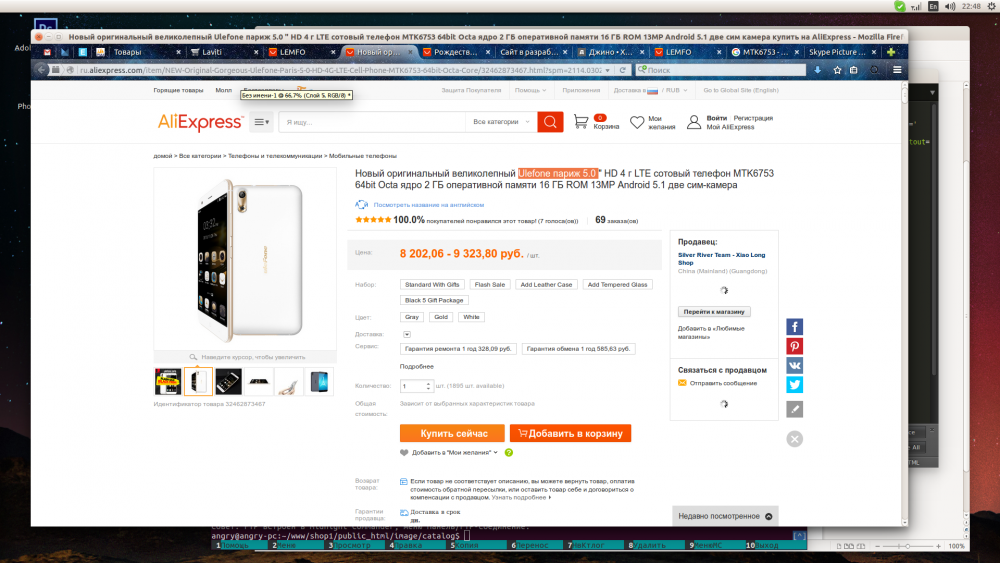 En
22:48
Ps
Новый оригинальный великолепный Ulefone париж 5.0 " HD 4 г LTE сотовый телефон MTK6753 64bit Octa ядро 2 ГБ оперативной памяти 16 ГБ ROM 13MP Android 5.1 две сим камера купить на AliExpress - Mozilla Firef
Товары
Laviti
LEMFO
Новый ор...
Рождеств...
Сайт в разраб...
Джино • X...
LEMFO
MTK6753 -...
Skype Picture ...
ru.aliexpress.com/item/NEW-Original-Gorgeous-Ulefone-Paris-5-0-HD-4G-LTE-Cell-Phone-MTK6753-64bit-Octa-Core/32462873467.html?spm=2114.0302
Поиск
Горящие товары
Молл
Защита Покупателя
Помощь
Приложения
Доставка в
/ RUB
Go to Global Site (English)
Без имени-1 @ 66,7% (Слой 5, RGB/8) *
AliExpress
Я ищу...
Все категории
0
Корзина
Мои желания
Войти
Регистрация
Мой AliExpress
домой > Все категории > Телефоны и телекоммуникации > Мобильные телефоны
Новый оригинальный великолепный Ulefone париж 5.0 " HD 4 г LTE сотовый телефон MTK6753
64bit Octa ядро 2 ГБ оперативной памяти 16 ГБ ROM 13MP Android 5.1 две сим-камера
Посмотреть название на английском
100.0% покупателей понравился этот товар! (7 голоса(ов))
69 заказа(ов)
Цена:
8 202,06 - 9 323,80 руб. / шт.
Набор:
Standard With Gifts
Flash Sale
Add Leather Case
Add Tempered Glass
Black 5 Gift Package
Цвет:
Gray
Gold
White
Доставка:
Сервис:
Гарантия ремонта 1 год 328,09 руб.
Гарантия обмена 1 год 585,63 руб.
Подробнее
Количество:
1
шт. (1695 шт. available)
Общая
стоимость:
Зависит от выбранных характеристик товара
Купить сейчас
Добавить в корзину
Добавить в "Мои желания"
Возврат
товара:
Если товар не соответствует описанию, вы можете вернуть товар, оплатив
стоимость обратной пересылки, или оставить товар себе и договориться о
компенсации с продавцом. Узнать подробнее
Гарантии
продавца:
Доставка в срок
дн.
Наведите курсор, чтобы увеличить
Идентификатор товара 32462873467
Продавец:
Silver River Team - Xiao Long
Shop
China (Mainland) (Guangdong)
Перейти к магазину
Добавить в «Любимые
магазины»
Связаться с продавцом
Отправить сообщение
Недавно просмотренное
angry@angry-pc:~/www/shop1/public_html/image/catalog$
1Помощь
2Меню
3Просмотр
4Правка
5Копия
6Перенос
7НвКтлог
8Удалить
9МенюМС
10Выход
100%